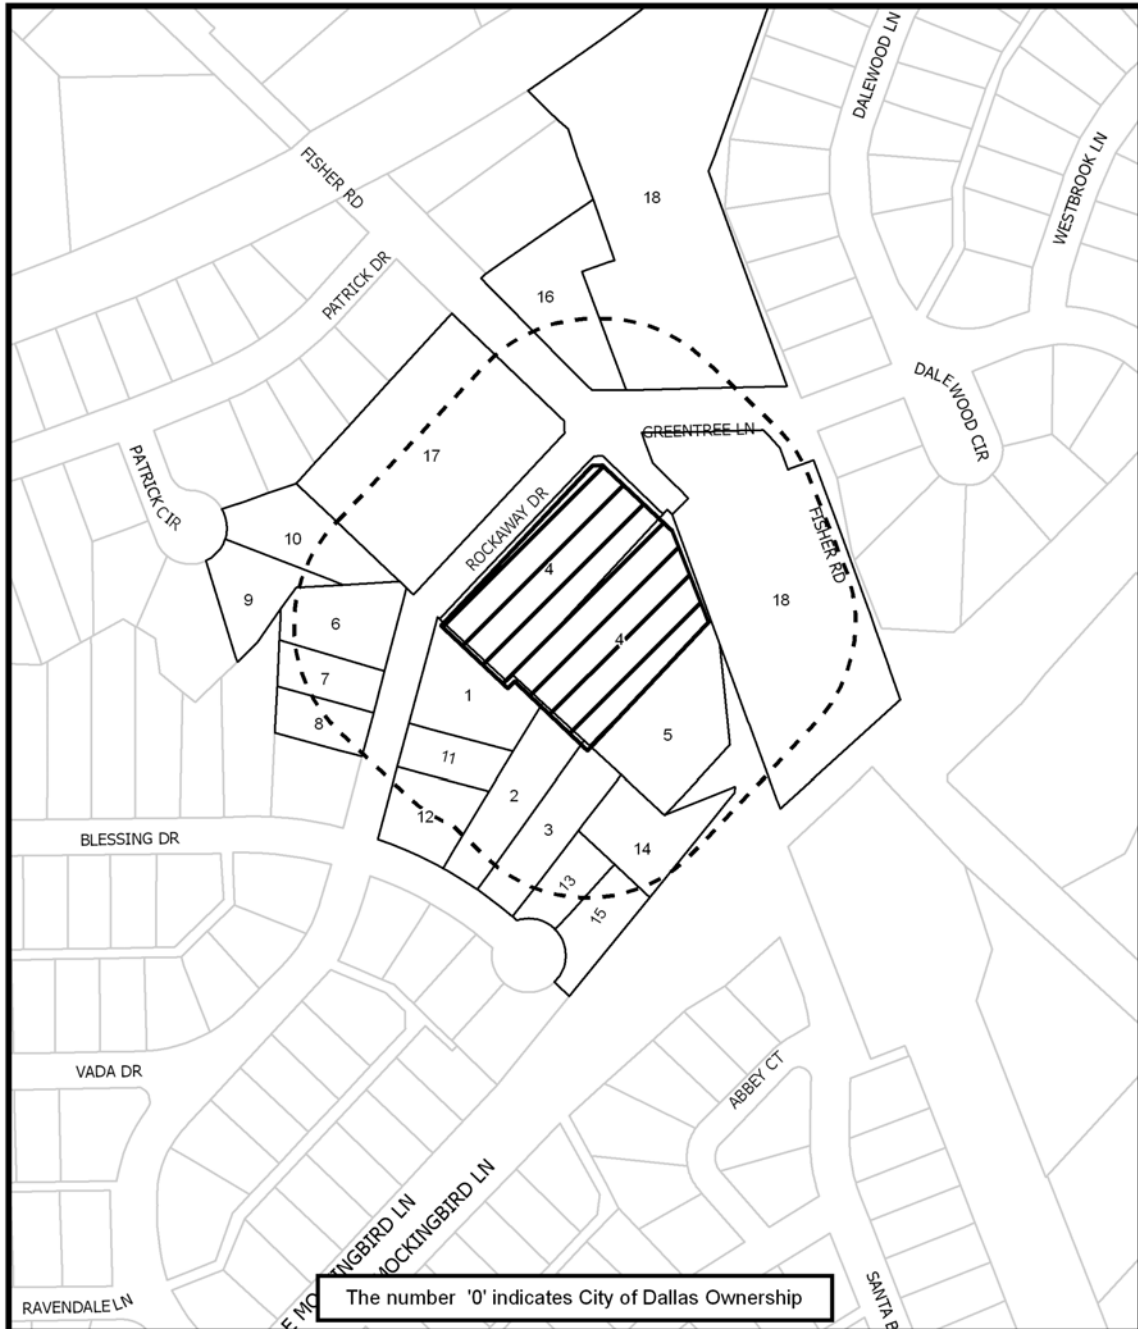 DALEWOOD LN
WESTBROOK LN
FISHER RD
18
PATRICK DR
16
DALEWOOD CIR
GREENTREE LN
17
PATRICK CIR
ROCKAWAY DR
FISHER RD
10
4
9
18
6
4
7
1
8
5
11
2
12
3
BLESSING DR
14
13
15
VADA DR
ABBEY CT
MOCKINGBIRD LN
SANTA
RAVENDALE LN
The number '0' indicates City of Dallas Ownership